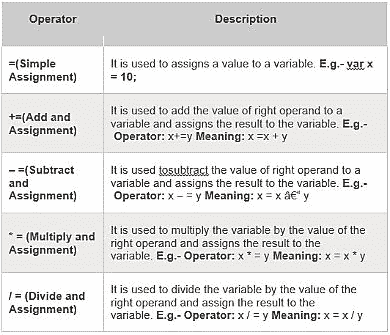 Operator Description
=(Simple
Assignment)
It is used to assigns a value to a variable. E.g.- var x
= 10;
+=(Add and
Assignment)
It is used to add the value of right operand to a
variable and assigns the result to the variable. E.g.-
Operator: x+=y Meaning: x =x + y
– =(Subtract
and
Assignment)
It is used tosubtract the value of right operand to a
variable and assigns the result to the variable. E.g.-
Operator: x – = y Meaning: x = x â€“ y
* = (Multiply and
Assignment)
It is used to multiply the variable by the value of the
right operand and assigns the result to the
variable. E.g.- Operator: x * = y Meaning: x = x * y
/ = (Divide and
Assignment)
It is used to divide the variable by the value of the
right operand and assign the result to the
variable. E.g.- Operator: x / = y Meaning: x = x / y